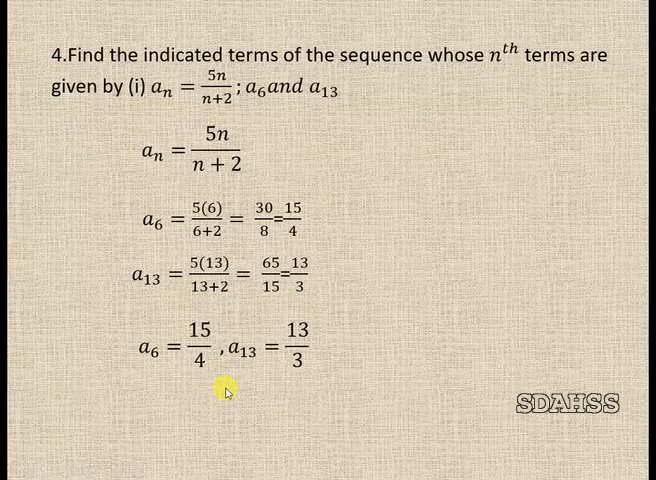 4.Find the indicated terms of the sequence whose nᵗʰ terms are
given by (i) aₙ = 5n/n+2 ; a₆and a₁₃
aₙ = 5n/n + 2
a₆ = 5(6)/6+2 = 30/8=15/4
a₁₃ = 5(13)/13+2 = 65/15=13/3
a₆ = 15/4 , a₁₃ = 13/3
SDAHSS